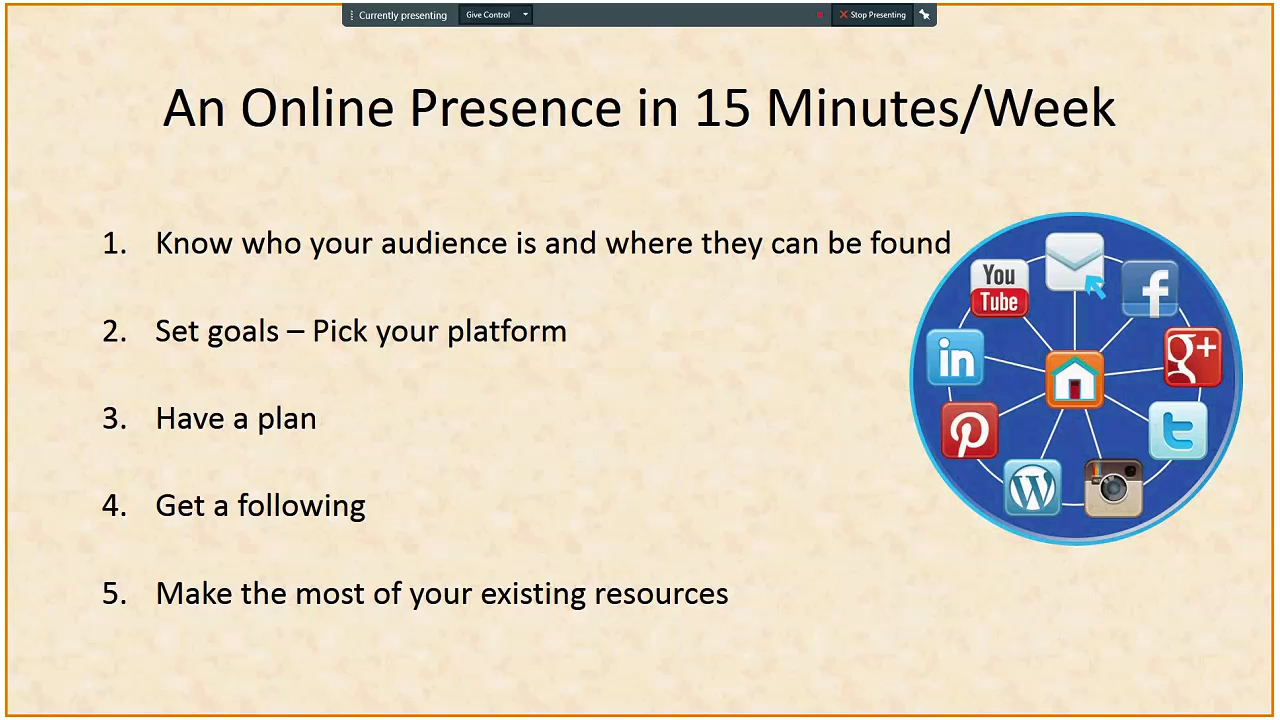 Currently presenting
Give Control
Stop Presenting
An Online Presence in 15 Minutes/Week
1. Know who your audience is and where they can be found
2. Set goals – Pick your platform
3. Have a plan
4. Get a following
5. Make the most of your existing resources
You
Tube
f
in
g+
t